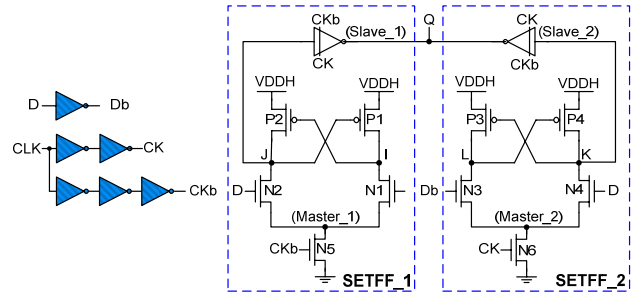 CKb
(Slave_1)
CK
Q
CK
(Slave_2)
CKb
VDDH
VDDH
VDDH
VDDH
P2
P1
P3
P4
D
Db
CLK
CK
CKb
J
I
L
K
D
N2
N1
Db
N3
N4
D
(Master_1)
(Master_2)
CKb
N5
CK
N6
SETFF_1
SETFF_2